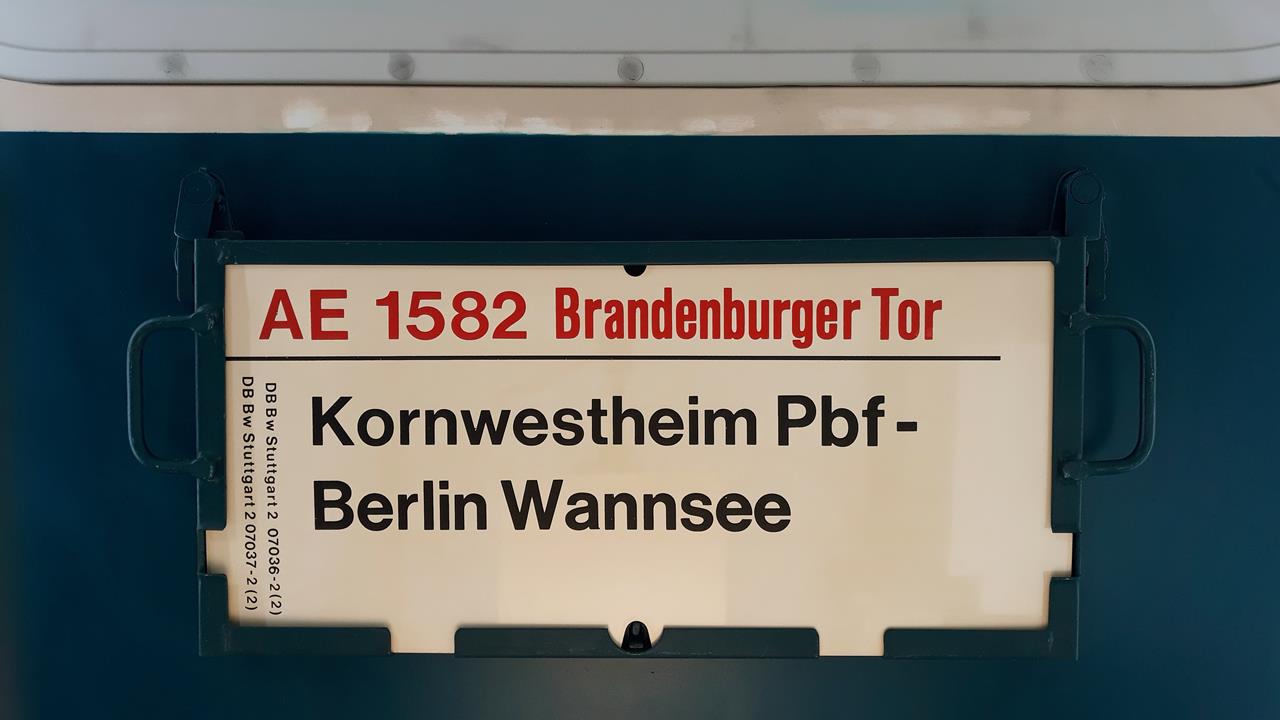 AE 1582 Brandenburger Tor
Kornwestheim Pbf -
Berlin Wannsee
DB Bw Stuttgart 2 07036-2 (2)
DB Bw Stuttgart 2 07037-2 (2)